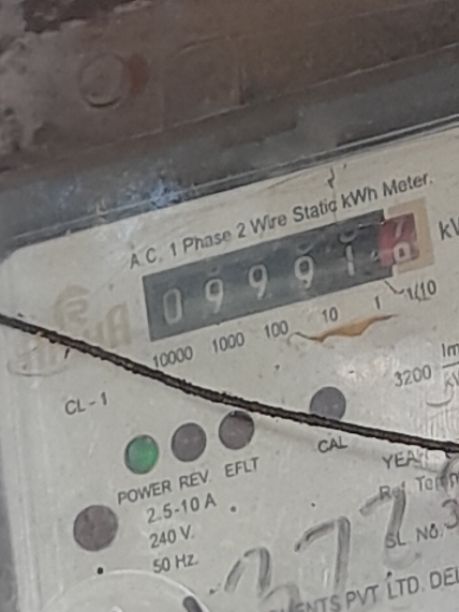 A.C. 1 Phase 2 Wire Static kWh Meter.
0 9 9 9 1
10000 1000 100 10 1 1/10
3200
CL-1
CAL
POWER REV. EFLT
2.5-10 A
240 V.
50 Hz.
SL. NO.
377
PVT LTD.